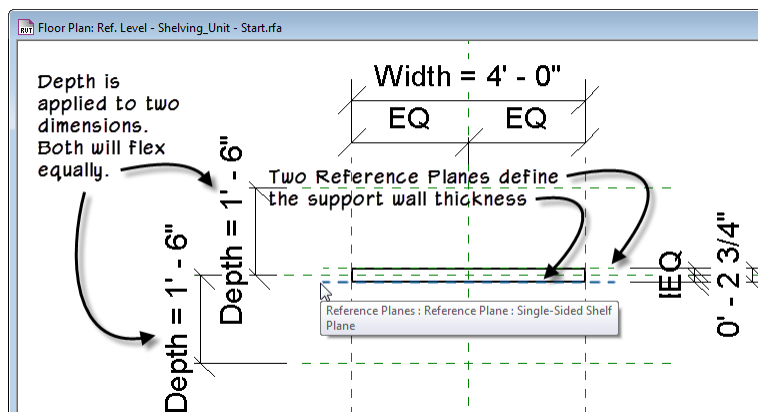 Floor Plan: Ref. Level - Shelving_Unit - Start.rfa
RVT
Depth is
applied to two
dimensions.
Both will flex
equally.
Width = 4' - 0"
EQ
EQ
Two Reference Planes define
the support wall thickness
Depth = 1' - 6"
Depth = 1' - 6"
EQ
0' - 2 3/4"
Reference Planes : Reference Plane : Single-Sided Shelf
Plane